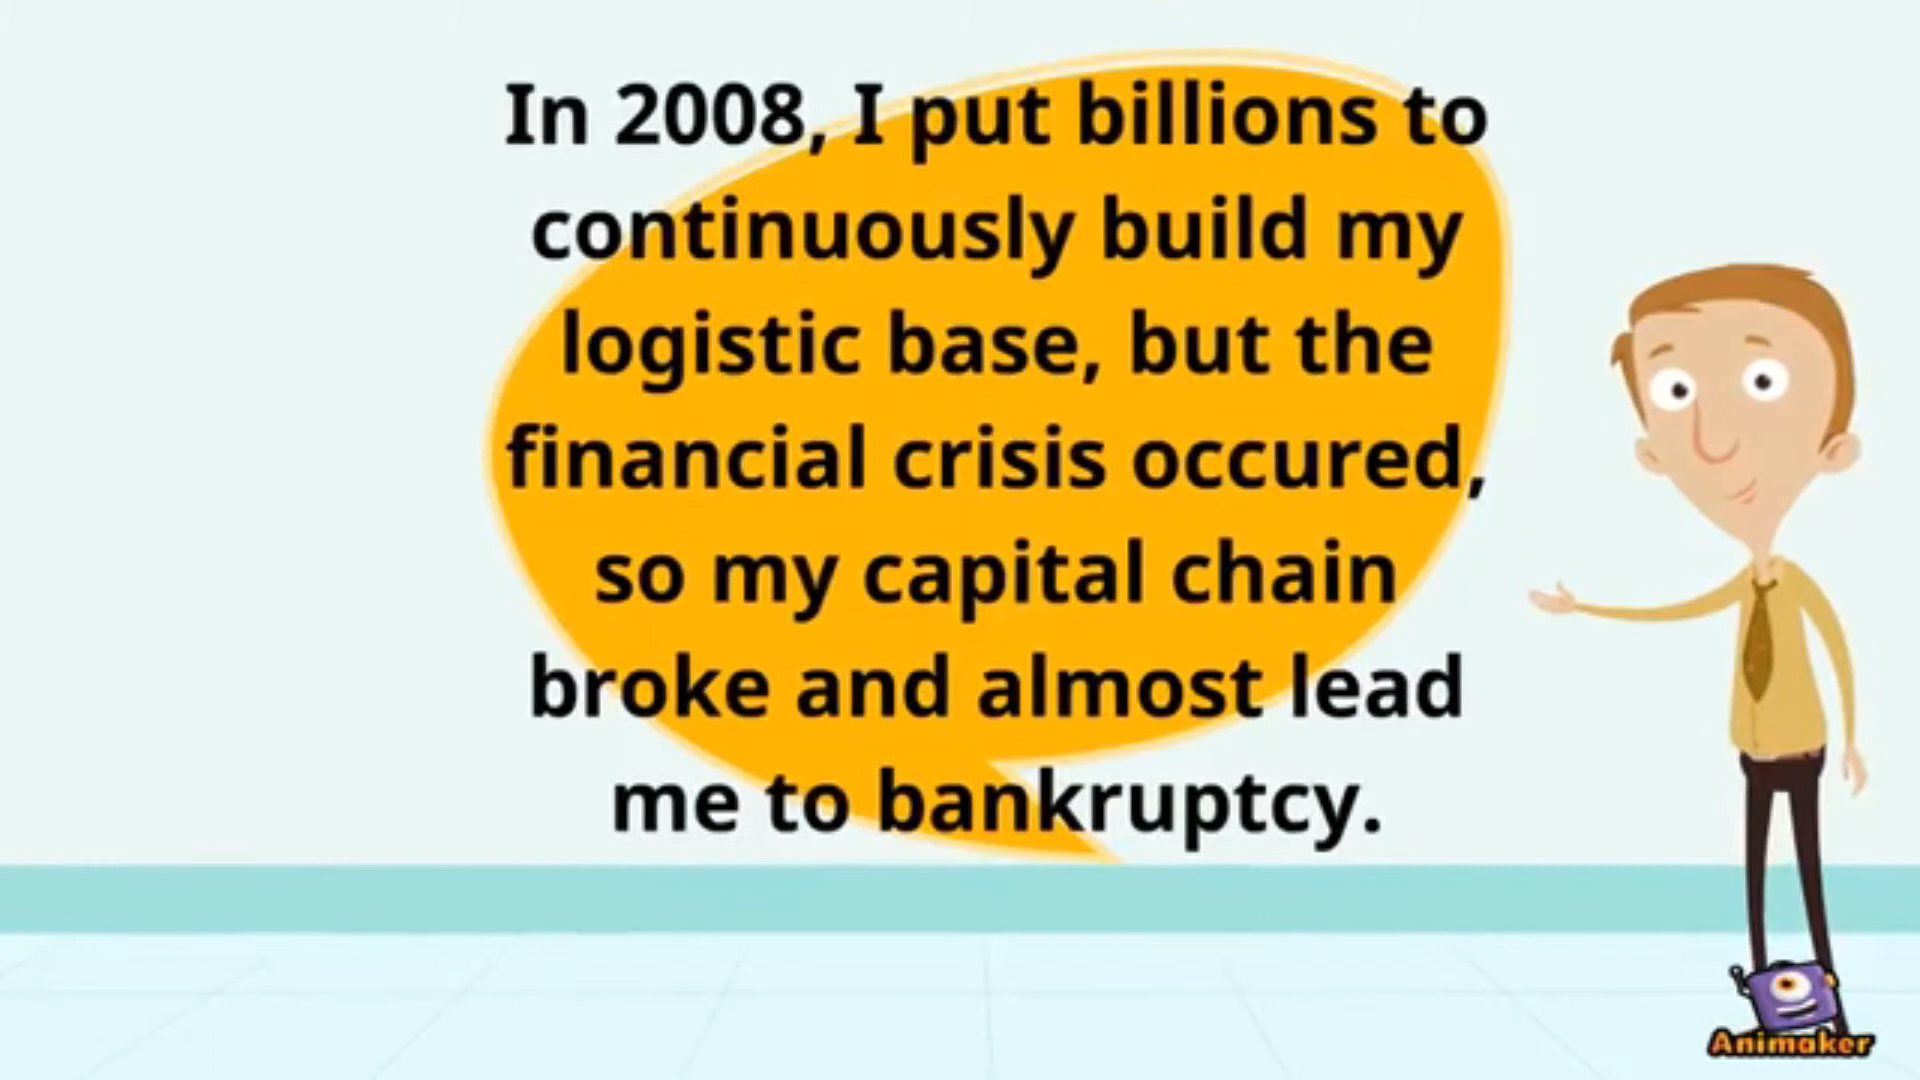 In 2008, I put billions to
continuously build my
logistic base, but the
financial crisis occured,
so my capital chain
broke and almost lead
me to bankruptcy.
Animaker